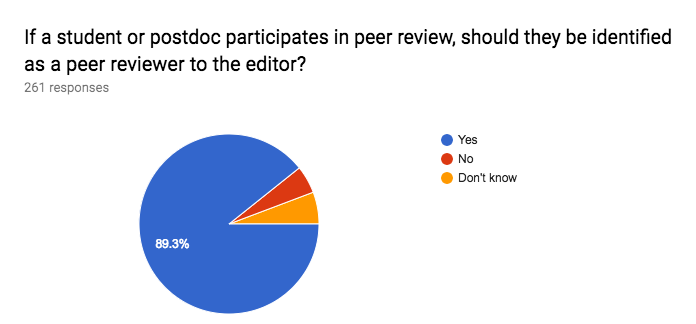 If a student or postdoc participates in peer review, should they be identified
as a peer reviewer to the editor?
261 responses
Yes
No
Don't know
89.3%